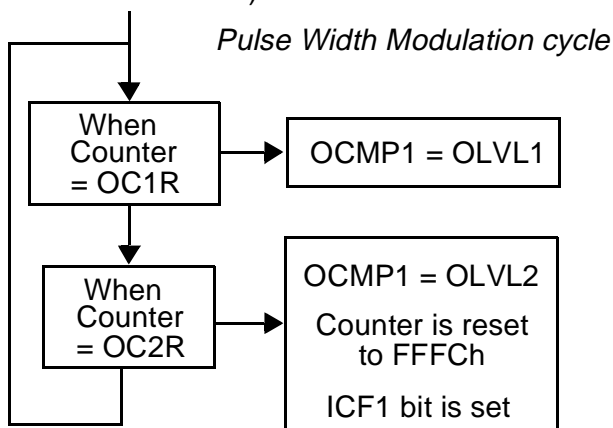 Pulse Width Modulation cycle
When
Counter
= OC1R
OCMP1 = OLVL1
When
Counter
= OC2R
OCMP1 = OLVL2
Counter is reset
to FFFCh
ICF1 bit is set